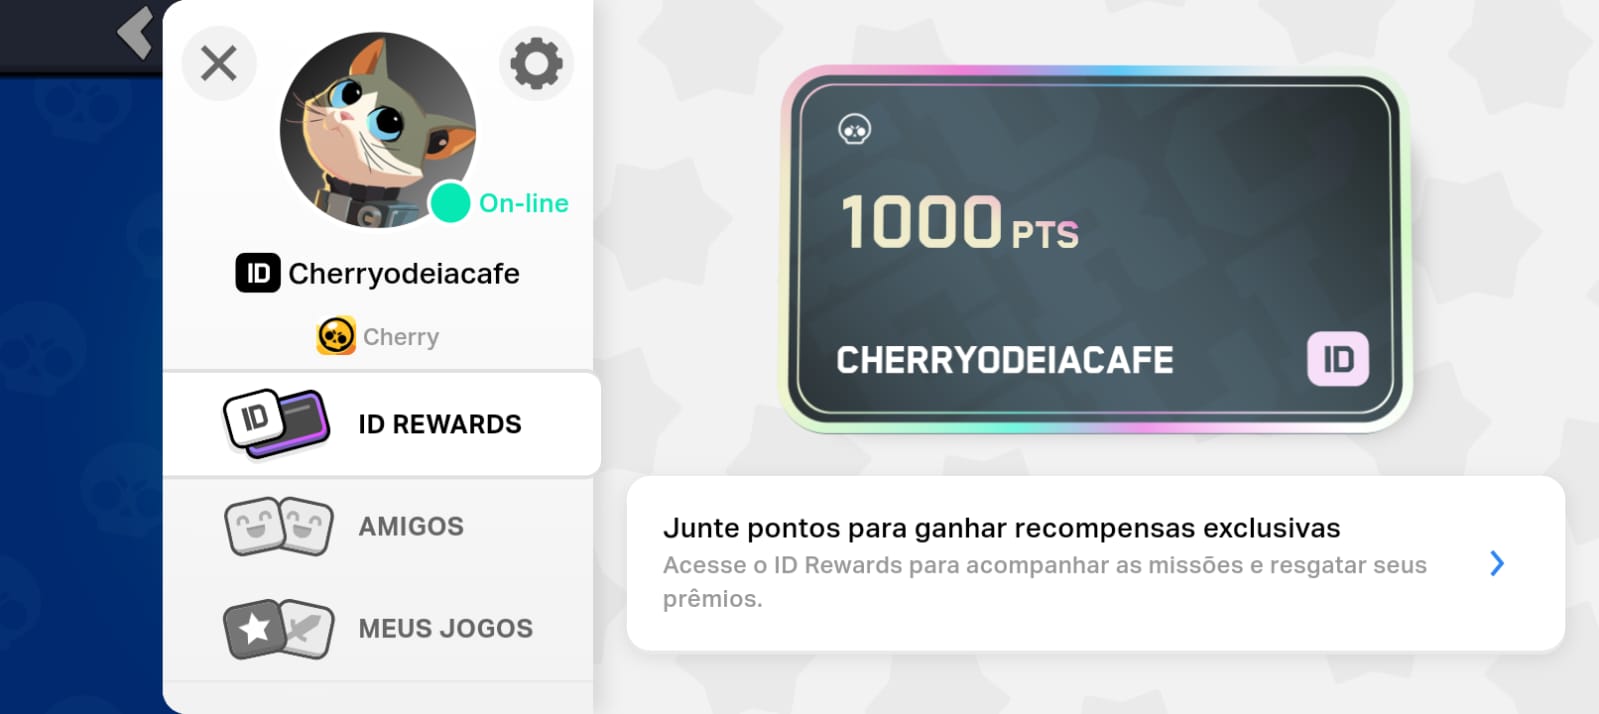 On-line
ID Cherryodeiacafe
Cherry
ID ID REWARDS
AMIGOS
MEUS JOGOS
1000 PTS
CHERRYODEIACAFE ID
Junte pontos para ganhar recompensas exclusivas
Acesse o ID Rewards para acompanhar as missões e resgatar seus
prêmios.